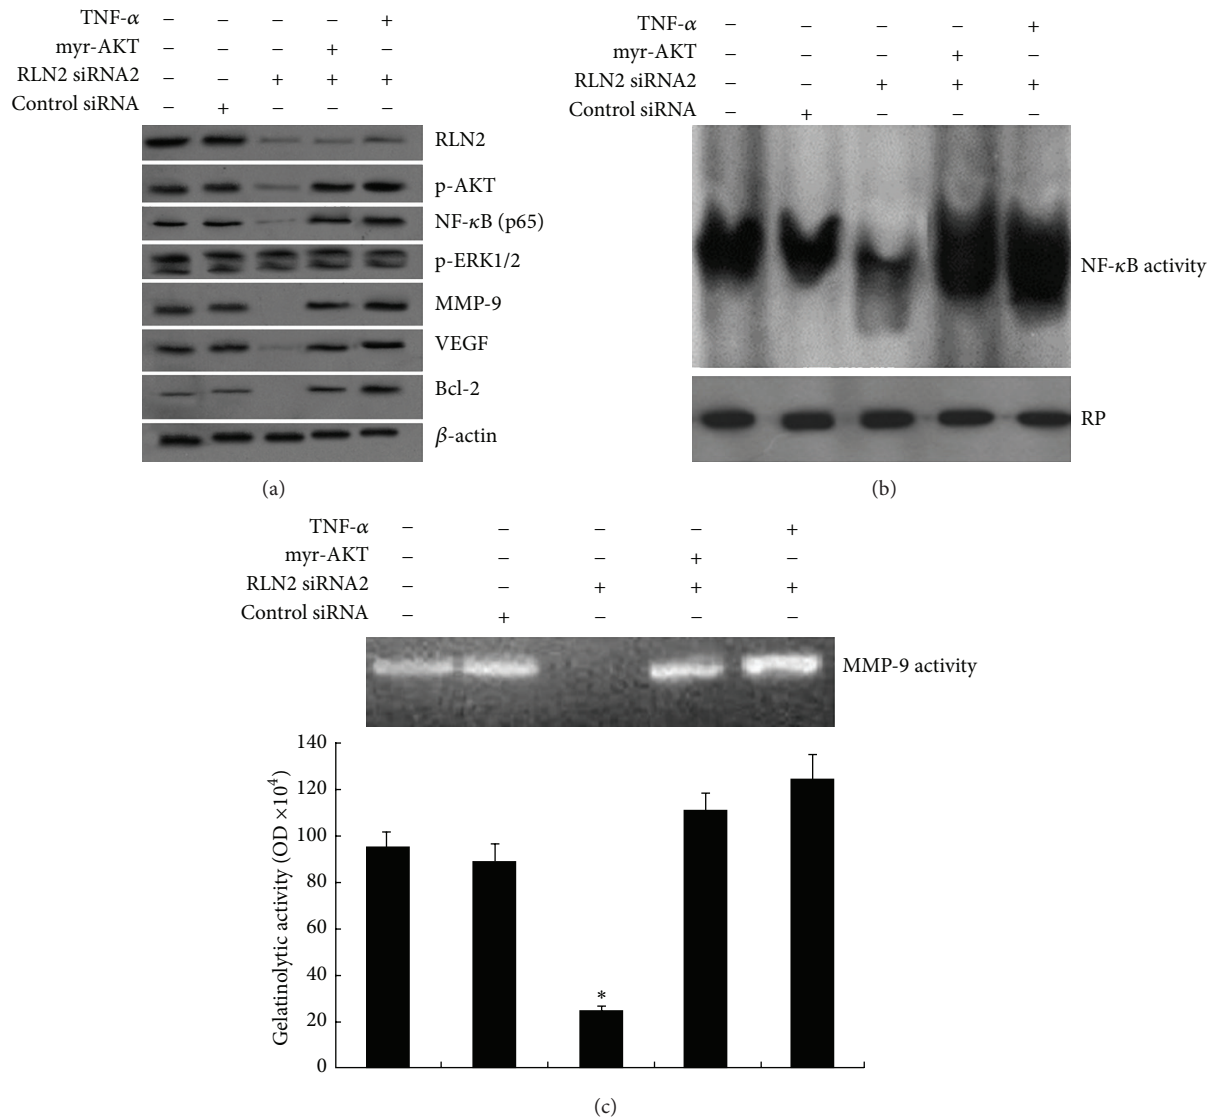 TNF-α – – – – +
myr-AKT – – – + –
RLN2 siRNA2 – – + + +
Control siRNA – + – – –
RLN2
p-AKT
NF-κB (p65)
p-ERK1/2
MMP-9
VEGF
Bcl-2
β-actin
(a)
TNF-α – – – – +
myr-AKT – – – + –
RLN2 siRNA2 – – + + +
Control siRNA – + – – –
NF-κB activity
RP
(b)
TNF-α – – – – +
myr-AKT – – – + –
RLN2 siRNA2 – – + + +
Control siRNA – + – – –
MMP-9 activity
Gelatinolytic activity (OD ×10⁴)
140
120
100
80
60
40
20
0
*
(c)